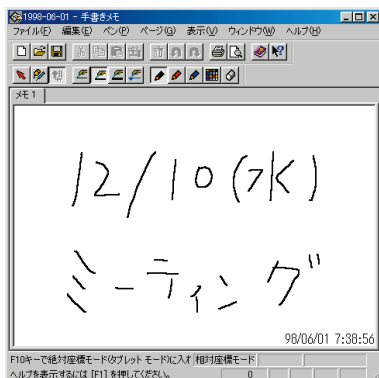 1998-06-01 - 手書きメモ
ファイル(F) 編集(E) ペン(P) ページ(G) 表示(V) ウィンドウ(W) ヘルプ(H)
メモ 1
12/10(水)
ミーティング
98/06/01 7:38:56
F10キーで絶対座標モード(タブレット モード)に入れ 相対座標モード
ヘルプを表示するには [F1] を押してください。 0